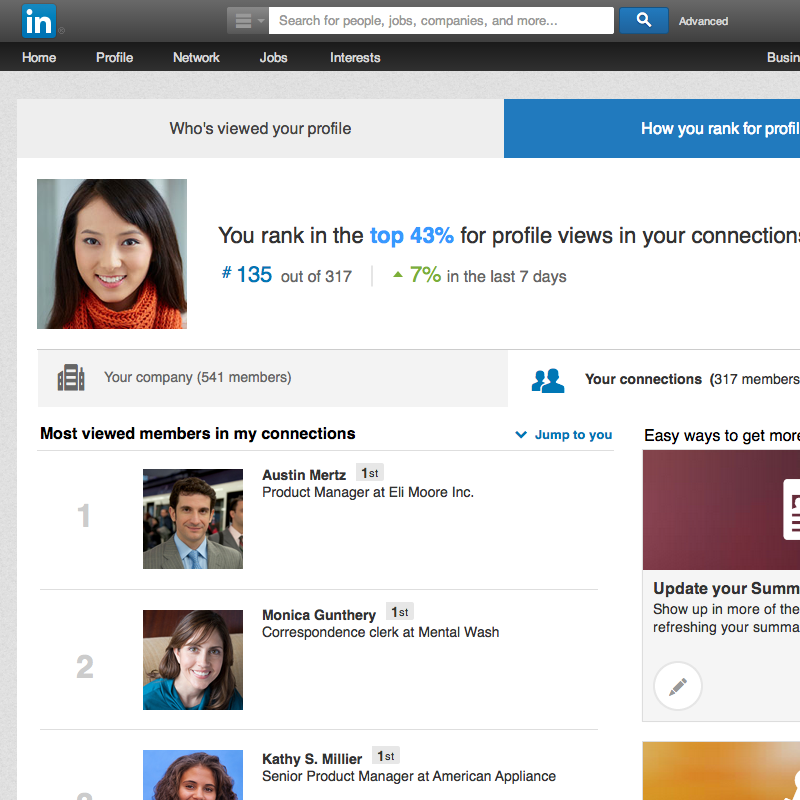 in
Search for people, jobs, companies, and more...
Advanced
Home Profile Network Jobs Interests Busin
Who's viewed your profile
How you rank for profil
You rank in the top 43% for profile views in your connections
#135 out of 317
7% in the last 7 days
Your company (541 members)
Your connections (317 members
Most viewed members in my connections
Jump to you
Easy ways to get more
1
Austin Mertz 1st
Product Manager at Eli Moore Inc.
2
Monica Gunthery 1st
Correspondence clerk at Mental Wash
Update your Summ
Show up in more of the
refreshing your summa
Kathy S. Millier 1st
Senior Product Manager at American Appliance